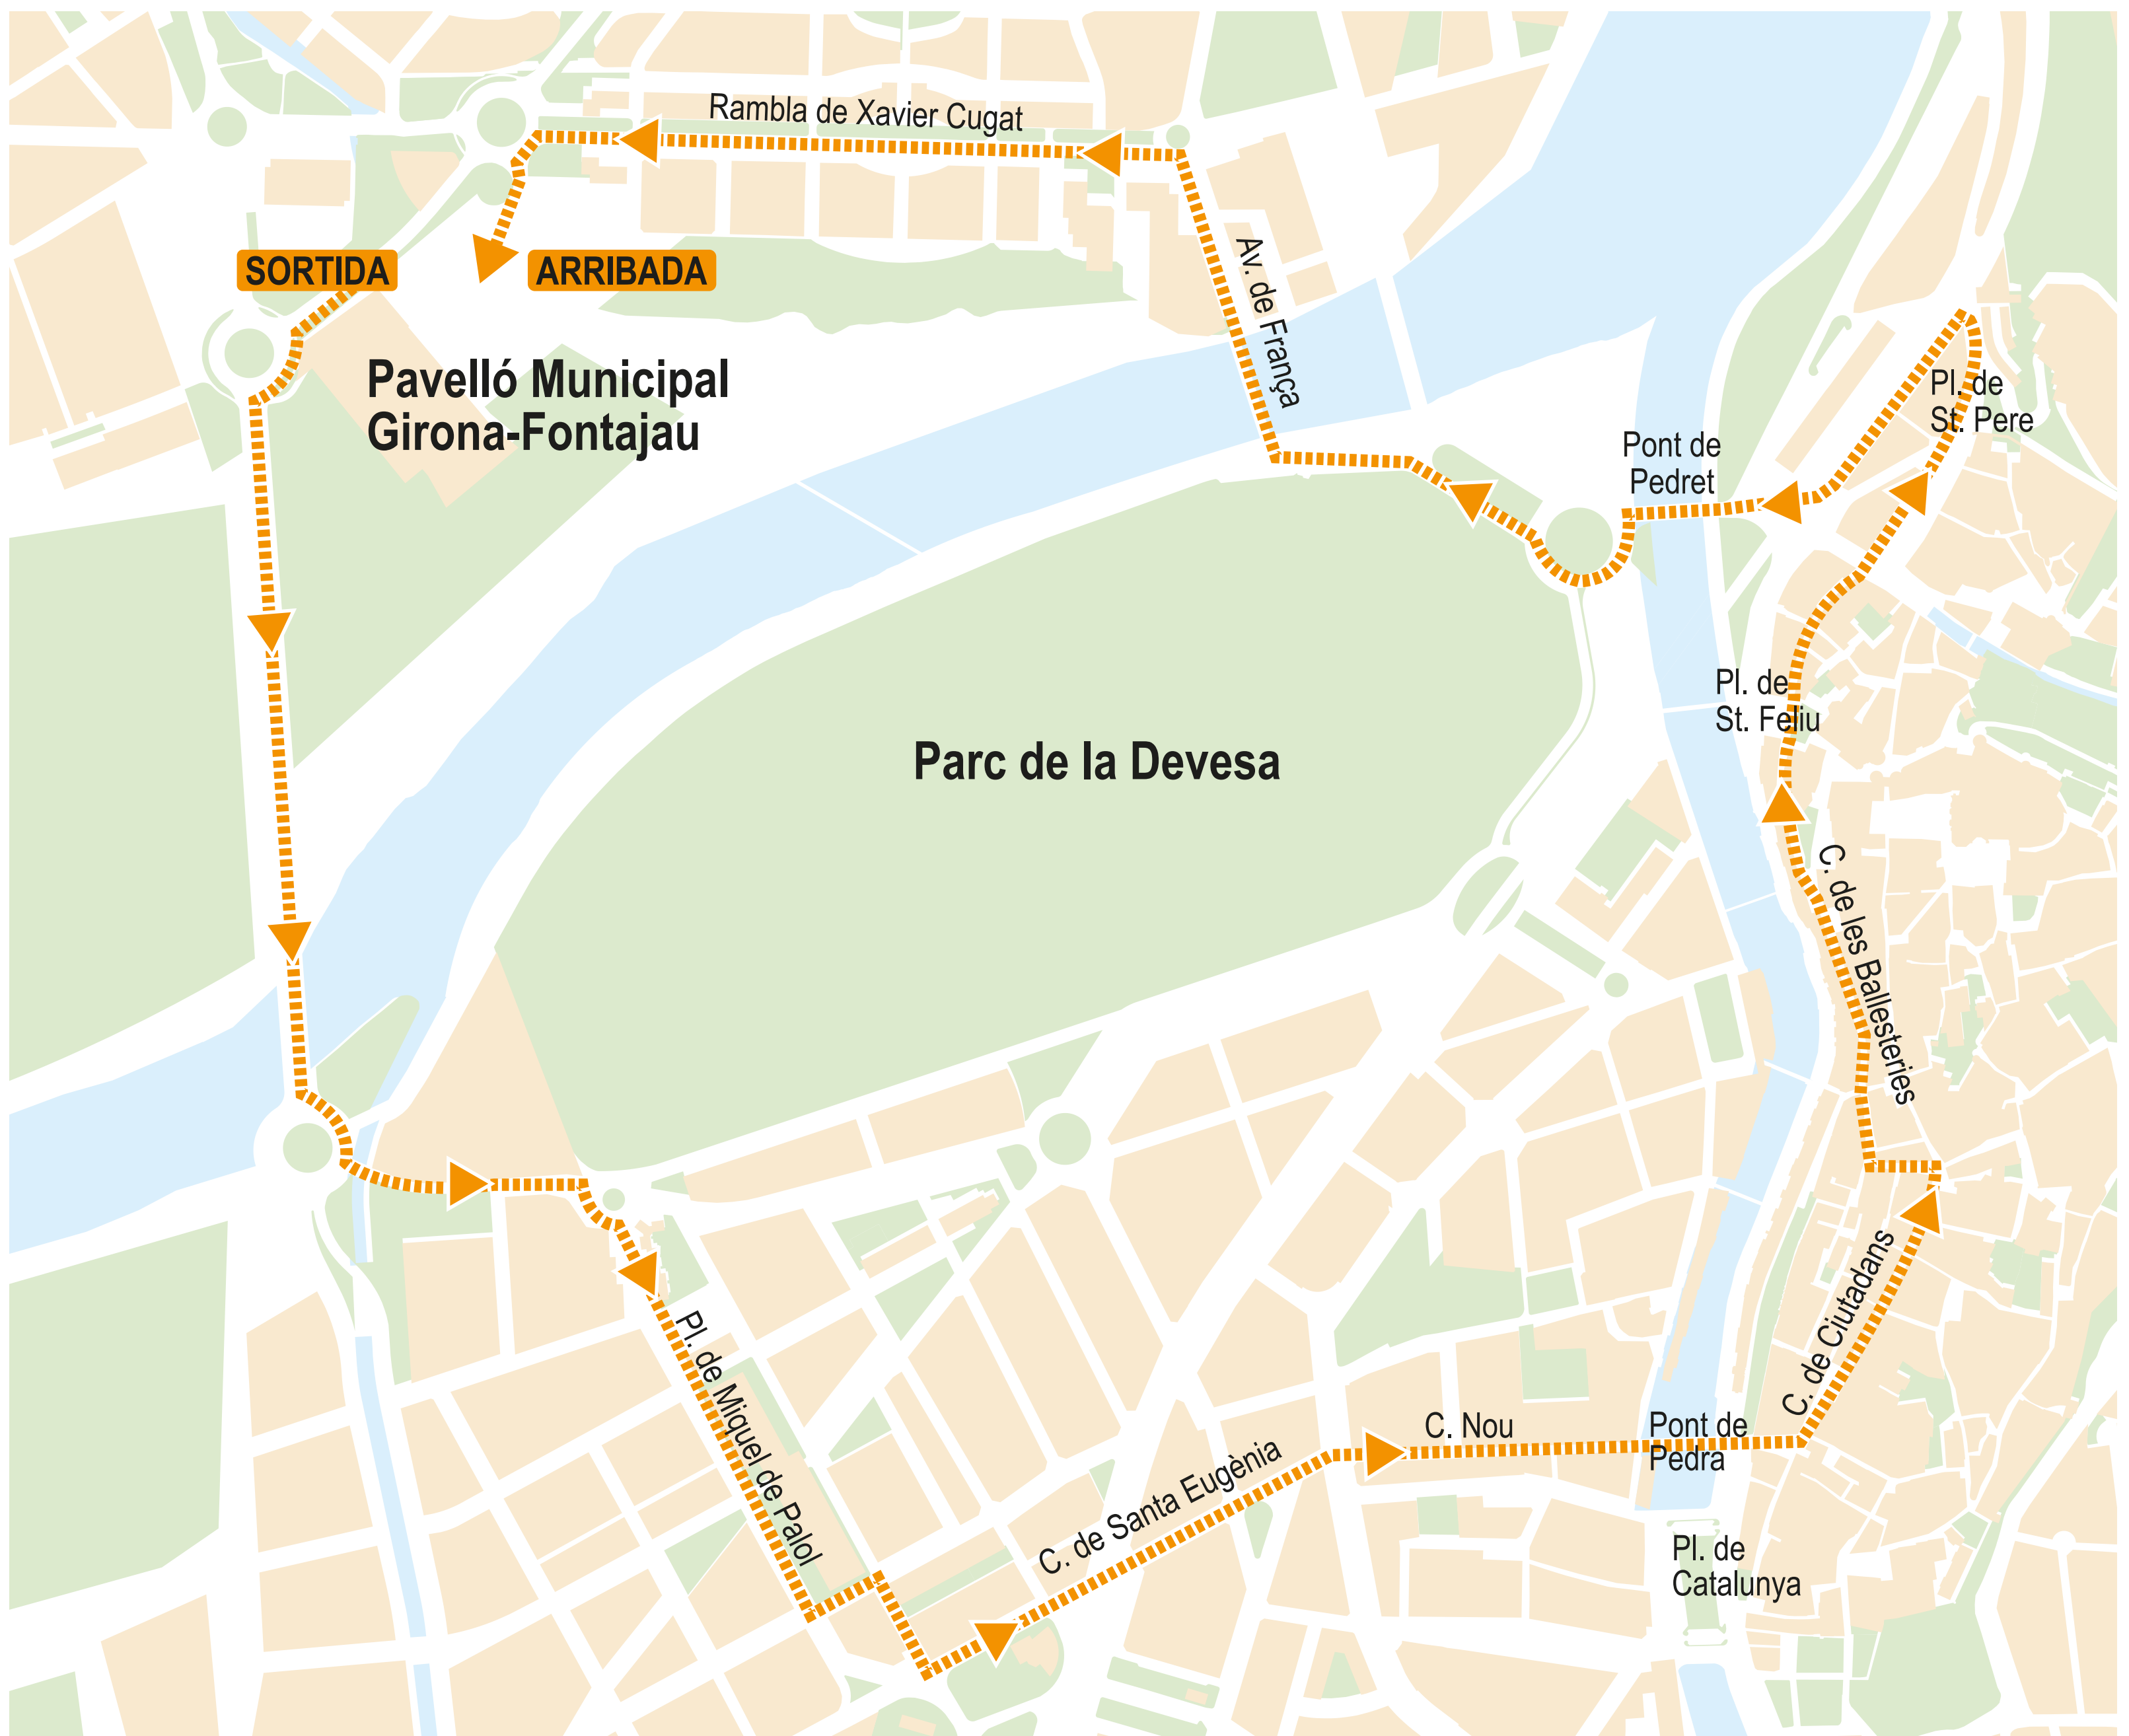 Rambla de Xavier Cugat
SORTIDA
ARRIBADA
Av. de França
Pavelló Municipal
Girona-Fontajau
Pl. de
St. Pere
Pont de
Pedret
Pl. de
St. Feliu
Parc de la Devesa
C. de les Ballesteries
C. de Ciutadans
Pl. de Miquel de Palol
C. de Santa Eugènia
C. Nou
Pont de
Pedra
Pl. de
Catalunya